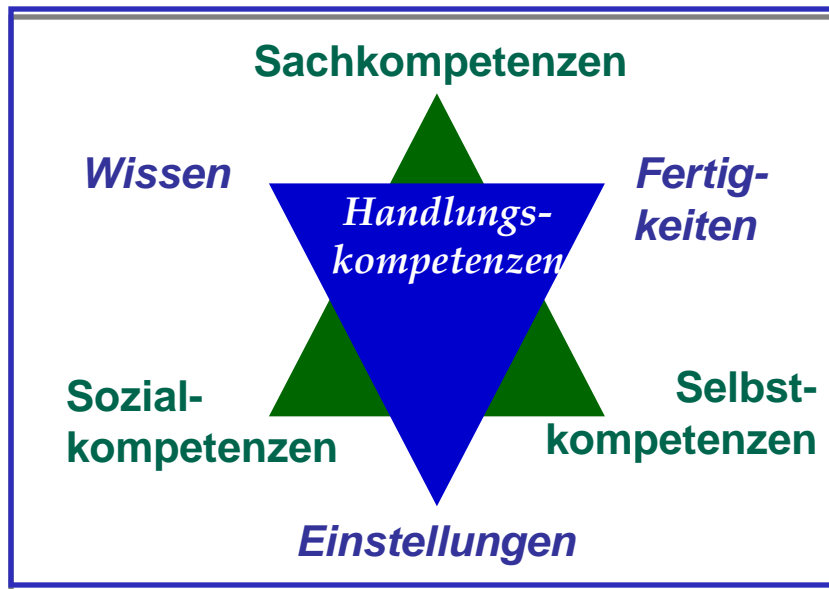 Sachkompetenzen
Wissen
Fertig-
keiten
Handlungs-
kompetenzen
Sozial-
kompetenzen
Selbst-
kompetenzen
Einstellungen